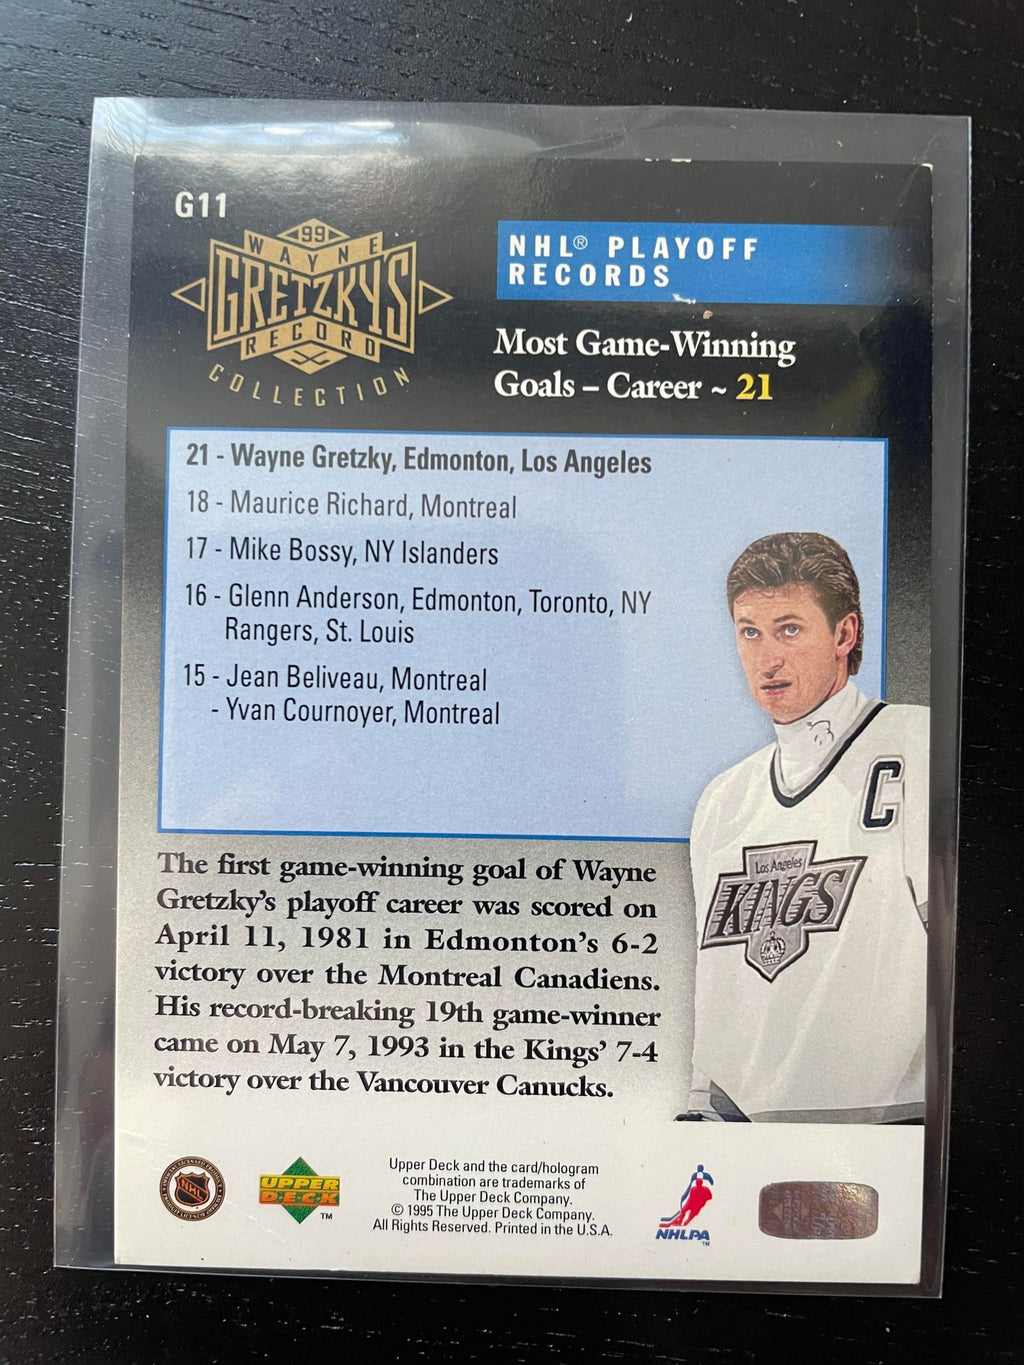 G11
99
WAYNE
GRETZKY'S
RECORD
COLLECTION
NHL® PLAYOFF
RECORDS
Most Game-Winning
Goals – Career ~ 21
21 - Wayne Gretzky, Edmonton, Los Angeles
18 - Maurice Richard, Montreal
17 - Mike Bossy, NY Islanders
16 - Glenn Anderson, Edmonton, Toronto, NY
Rangers, St. Louis
15 - Jean Beliveau, Montreal
- Yvan Cournoyer, Montreal
C
Los Angeles
KINGS
The first game-winning goal of Wayne
Gretzky's playoff career was scored on
April 11, 1981 in Edmonton's 6-2
victory over the Montreal Canadiens.
His record-breaking 19th game-winner
came on May 7, 1993 in the Kings' 7-4
victory over the Vancouver Canucks.
NHL
UPPER
DECK
TM
Upper Deck and the card/hologram
combination are trademarks of
The Upper Deck Company.
© 1995 The Upper Deck Company.
All Rights Reserved. Printed in the U.S.A.
NHLPA
TM